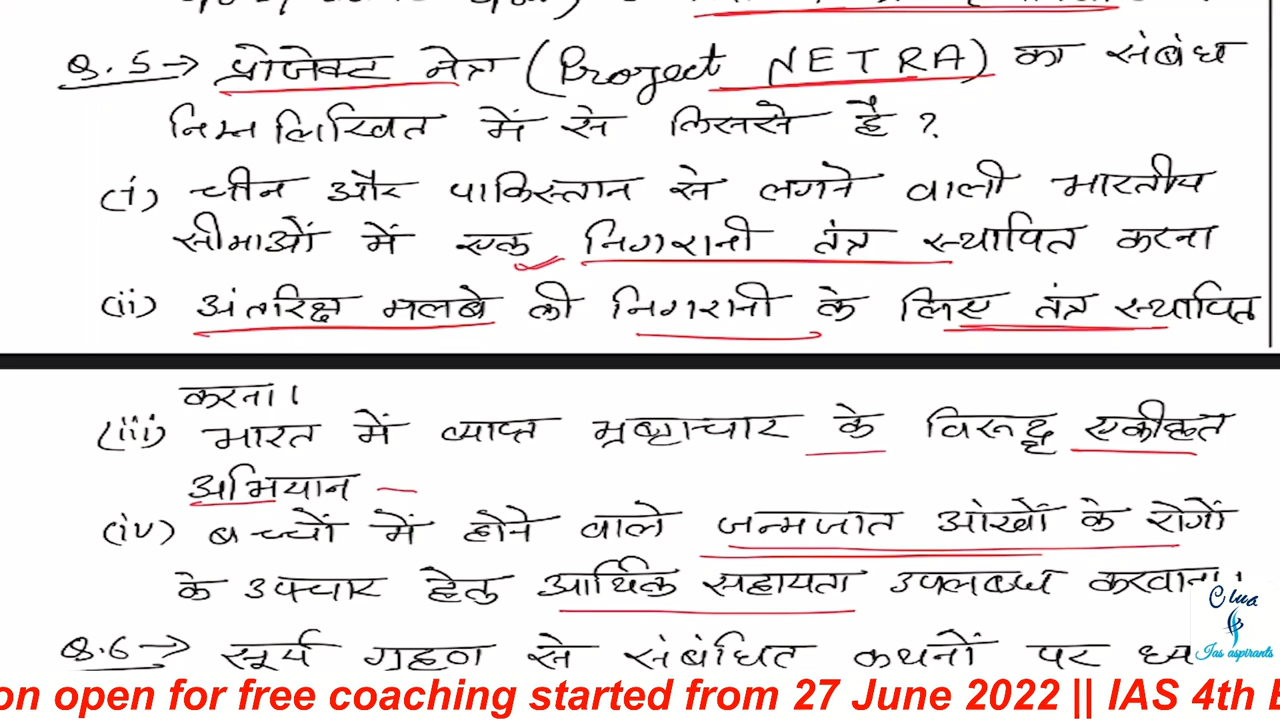 Q.5→ प्रोजेक्ट नेत्रा (Project NETRA) का संबंध
निम्नलिखित में से किससे है ?
(i) चीन और पाकिस्तान से लगने वाली भारतीय
सीमाओं में एक निगरानी तंत्र स्थापित करना
(ii) अंतरिक्ष मलबे की निगरानी के लिए तंत्र स्थापित
करना।
(iii) भारत में व्याप्त भ्रष्टाचार के विरूद्ध एकीकृत
अभियान
(iv) बच्चों में होने वाले जन्मजात आंखों के रोगों
के उपचार हेतु आर्थिक सहायता उपलबध करवाना।
Clue
Ias aspirants
Q.6→ सूर्य ग्रहण से संबंधित कथनों पर ध्य
on open for free coaching started from 27 June 2022 || IAS 4th B